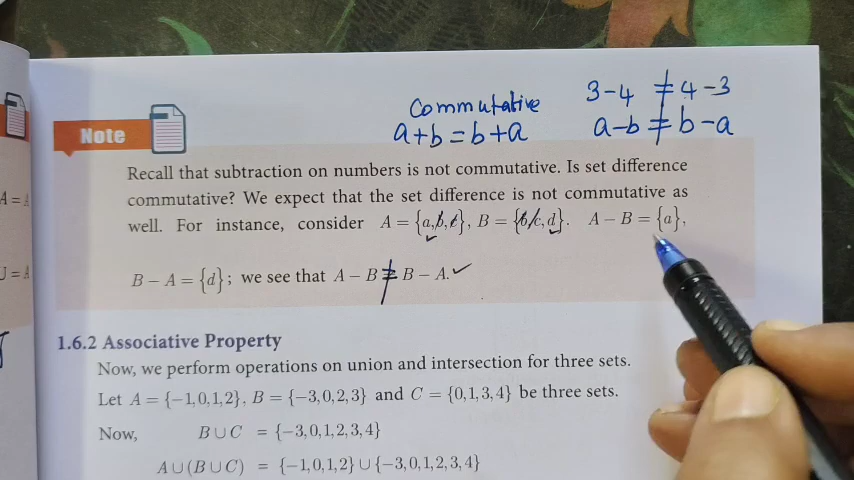 Commutative
a+b=b+a
3-4 ≠ 4-3
a-b ≠ b-a
Note
Recall that subtraction on numbers is not commutative. Is set difference
commutative? We expect that the set difference is not commutative as
well. For instance, consider A = {a,b,c}, B = {b,c,d}. A − B = {a},
B − A = {d}; we see that A − B ≠ B − A.
A = A
U = A
1.6.2 Associative Property
Now, we perform operations on union and intersection for three sets.
Let A = {−1,0,1,2}, B = {−3,0,2,3} and C = {0,1,3,4} be three sets.
Now, B∪C = {−3,0,1,2,3,4}
A∪(B∪C) = {−1,0,1,2}∪{−3,0,1,2,3,4}